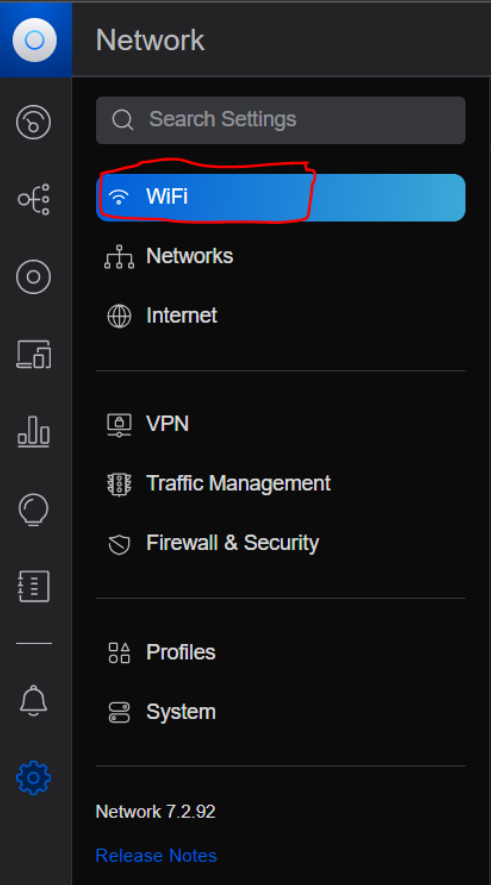 Network
Search Settings
WiFi
Networks
Internet
VPN
Traffic Management
Firewall & Security
Profiles
System
Network 7.2.92
Release Notes